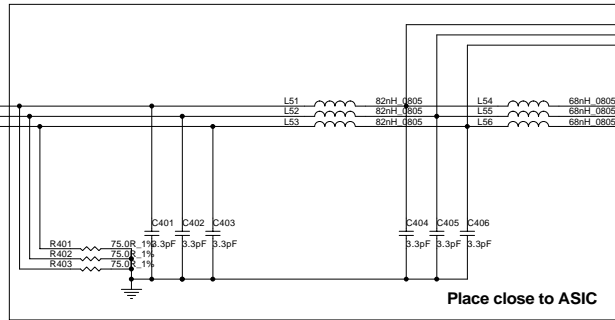 L51 82nH_0805 L54 68nH_0805
L52 82nH_0805 L55 68nH_0805
L53 82nH_0805 L56 68nH_0805
C401 C402 C403 C404 C405 C406
3.3pF 3.3pF 3.3pF 3.3pF 3.3pF 3.3pF
R401 75.0R_1%
R402 75.0R_1%
R403 75.0R_1%
Place close to ASIC